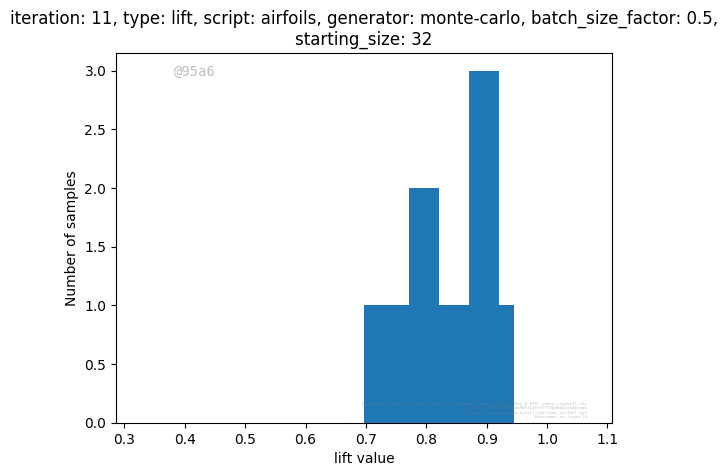 iteration: 11, type: lift, script: airfoils, generator: monte-carlo, batch_size_factor: 0.5,
starting_size: 32
@95a6
3.0
2.5
2.0
1.5
1.0
0.5
0.0
Number of samples
0.3 0.4 0.5 0.6 0.7 0.8 0.9 1.0 1.1
lift value